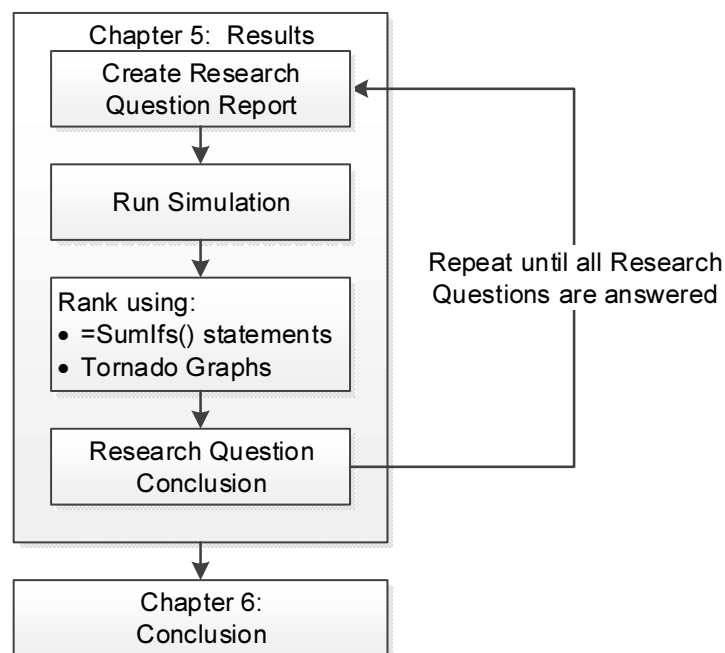 Chapter 5:  Results
Create Research
Question Report
Run Simulation
Rank using:
• =SumIfs() statements
• Tornado Graphs
Research Question
Conclusion
Repeat until all Research
Questions are answered
Chapter 6:
Conclusion